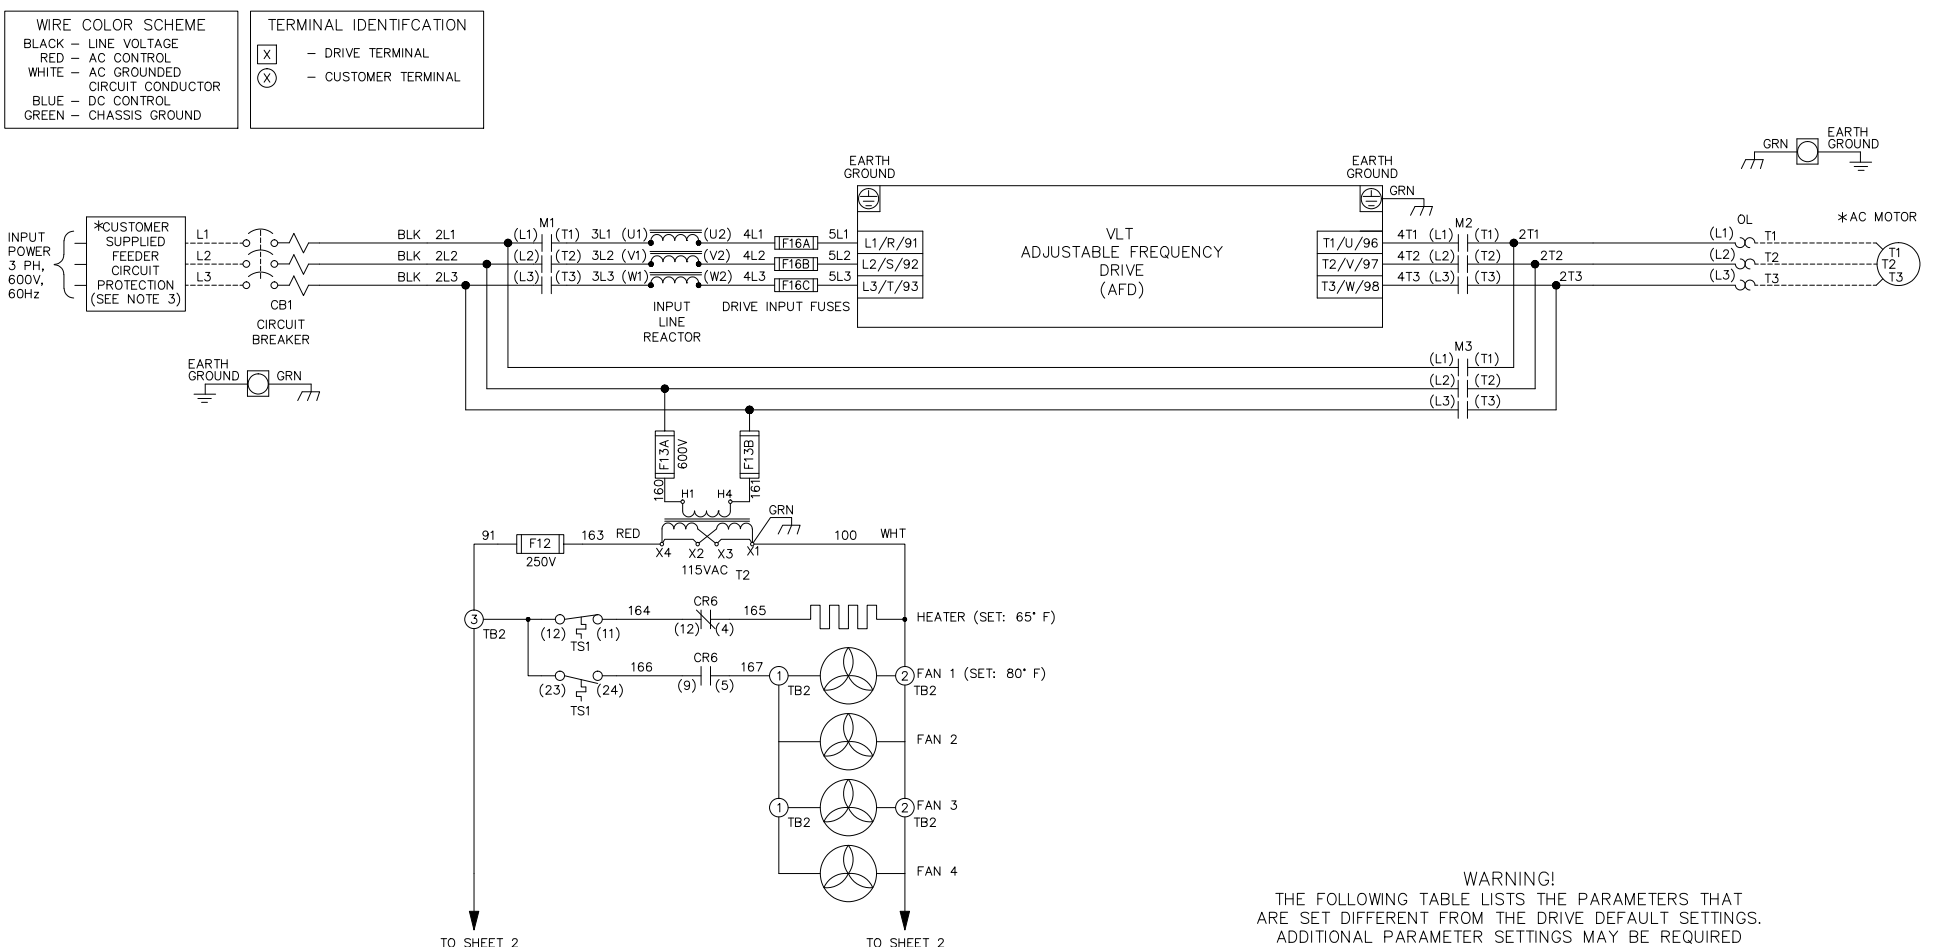 WIRE COLOR SCHEME
BLACK – LINE VOLTAGE
RED – AC CONTROL
WHITE – AC GROUNDED
CIRCUIT CONDUCTOR
BLUE – DC CONTROL
GREEN – CHASSIS GROUND
TERMINAL IDENTIFCATION
X – DRIVE TERMINAL
X – CUSTOMER TERMINAL
INPUT
POWER
3 PH,
600V,
60Hz
*CUSTOMER
SUPPLIED
FEEDER
CIRCUIT
PROTECTION
(SEE NOTE 3)
L1
L2
L3
CB1
CIRCUIT
BREAKER
EARTH
GROUND
GRN
BLK 2L1
BLK 2L2
BLK 2L3
M1
(L1) (T1) 3L1 (U1) (U2) 4L1 F16A 5L1
(L2) (T2) 3L2 (V1) (V2) 4L2 F16B 5L2
(L3) (T3) 3L3 (W1) (W2) 4L3 F16C 5L3
INPUT
LINE
REACTOR
DRIVE INPUT FUSES
EARTH
GROUND
L1/R/91
L2/S/92
L3/T/93
VLT
ADJUSTABLE FREQUENCY
DRIVE
(AFD)
EARTH
GROUND
GRN
T1/U/96
T2/V/97
T3/W/98
M2
4T1 (L1) (T1) 2T1
4T2 (L2) (T2) 2T2
4T3 (L3) (T3) 2T3
M3
(L1) (T1)
(L2) (T2)
(L3) (T3)
GRN
EARTH
GROUND
OL
(L1) T1
(L2) T2
(L3) T3
*AC MOTOR
T1
T2
T3
F13A
600V
F13B
160
161
H1 H4
GRN
91
F12
250V
163 RED
X4 X2 X3 X1
115VAC T2
100 WHT
3
TB2
(12) (11)
TS1
164
CR6
(12) (4)
165
HEATER (SET: 65° F)
(23) (24)
TS1
166
CR6
(9) (5)
167
1
TB2
2
TB2
FAN 1 (SET: 80° F)
FAN 2
1
TB2
2
TB2
FAN 3
FAN 4
TO SHEET 2
TO SHEET 2
WARNING!
THE FOLLOWING TABLE LISTS THE PARAMETERS THAT
ARE SET DIFFERENT FROM THE DRIVE DEFAULT SETTINGS.
ADDITIONAL PARAMETER SETTINGS MAY BE REQUIRED